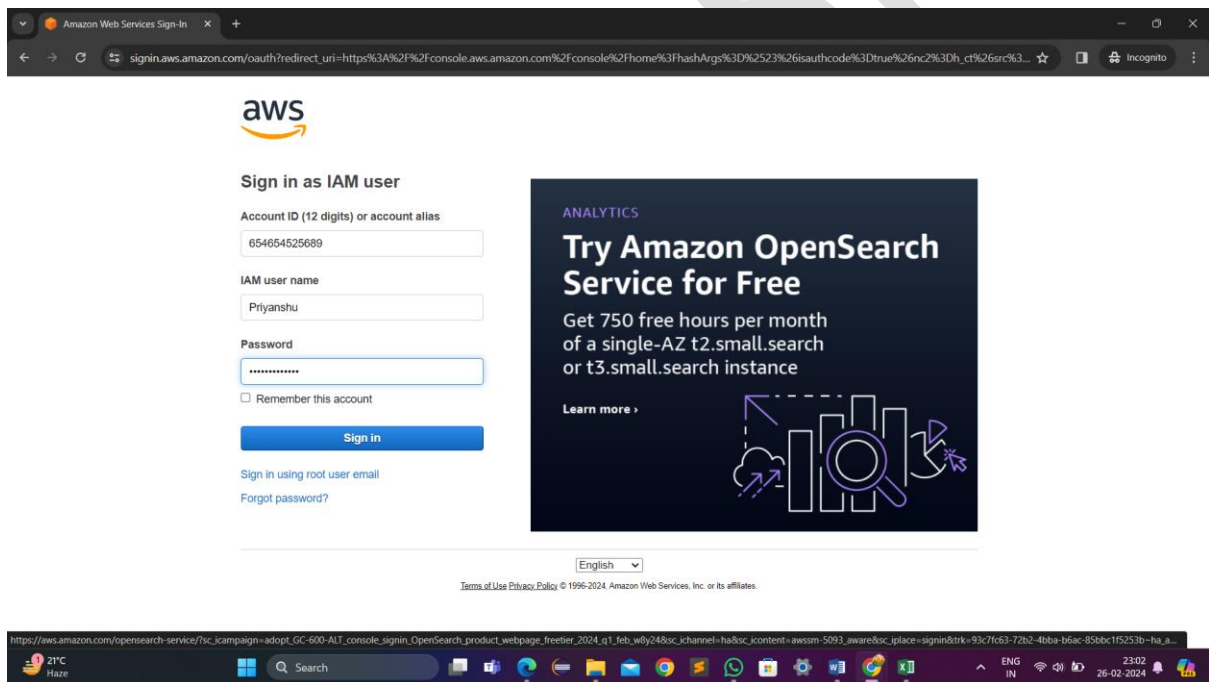 Amazon Web Services Sign-In
signin.aws.amazon.com/oauth?redirect_uri=https%3A%2F%2Fconsole.aws.amazon.com%2Fconsole%2Fhome%3FhashArgs%3D%2523%26isauthcode%3Dtrue%26nc2%3Dh_ct%26src%3...
Incognito
aws
Sign in as IAM user
Account ID (12 digits) or account alias
654654525689
IAM user name
Priyanshu
Password
•••••••••••••
Remember this account
Sign in
Sign in using root user email
Forgot password?
ANALYTICS
Try Amazon OpenSearch
Service for Free
Get 750 free hours per month
of a single-AZ t2.small.search
or t3.small.search instance
Learn more ›
English
Terms of Use Privacy Policy © 1996-2024, Amazon Web Services, Inc. or its affiliates.
https://aws.amazon.com/opensearch-service/?sc_icampaign=adopt_GC-600-ALT_console_signin_OpenSearch_product_webpage_freetier_2024_q1_feb_w8y24&sc_ichannel=ha&sc_icontent=awssm-5093_aware&sc_iplace=signin&trk=93c7fc63-72b2-4bba-b6ac-85bbc1f5253b~ha_a...
1
21°C
Haze
Search
ENG
IN
23:02
26-02-2024